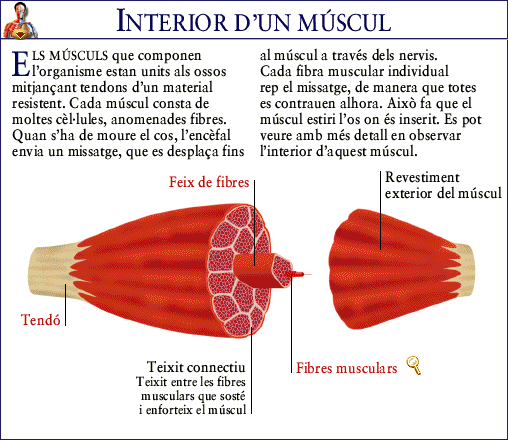 INTERIOR D'UN MÚSCUL
ELS MÚSCULS que componen
l'organisme estan units als ossos
mitjançant tendons d'un material
resistent. Cada múscul consta de
moltes cèl·lules, anomenades fibres.
Quan s'ha de moure el cos, l'encèfal
envia un missatge, que es desplaça fins
al múscul a través dels nervis.
Cada fibra muscular individual
rep el missatge, de manera que totes
es contrauen alhora. Això fa que el
múscul estiri l'os on és inserit. Es pot
veure amb més detall en observar
l'interior d'aquest múscul.
Feix de fibres
Revestiment
exterior del múscul
Tendó
Teixit connectiu
Teixit entre les fibres
musculars que sosté
i enforteix el múscul
Fibres musculars